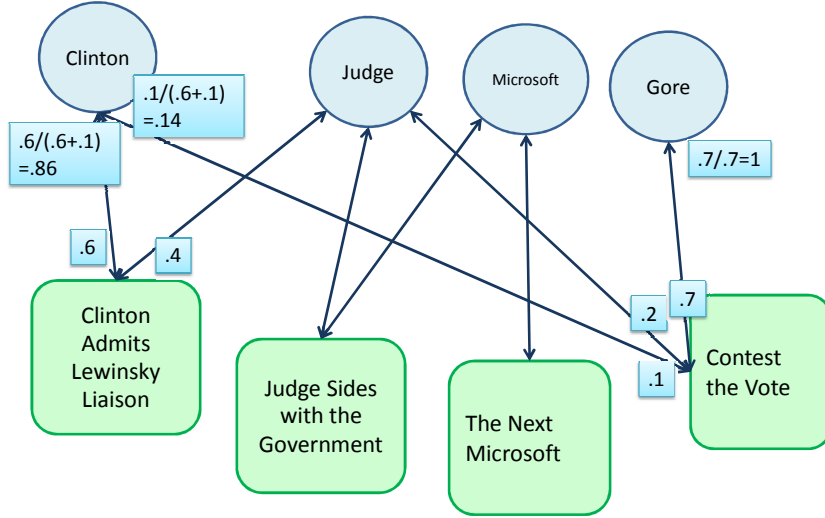 Clinton
Judge
Microsoft
Gore
.1/(.6+.1)
=.14
.6/(.6+.1)
=.86
.7/.7=1
.6
.4
.2
.7
.1
Clinton
Admits
Lewinsky
Liaison
Judge Sides
with the
Government
The Next
Microsoft
Contest
the Vote